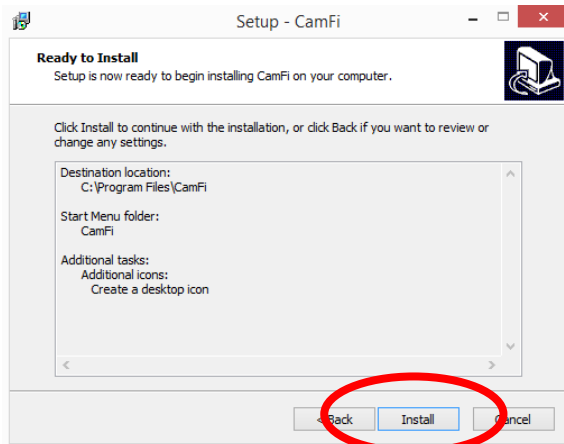 Setup - CamFi
Ready to Install
Setup is now ready to begin installing CamFi on your computer.
Click Install to continue with the installation, or click Back if you want to review or
change any settings.
Destination location:
C:\Program Files\CamFi
Start Menu folder:
CamFi
Additional tasks:
Additional icons:
Create a desktop icon
< Back
Install
Cancel